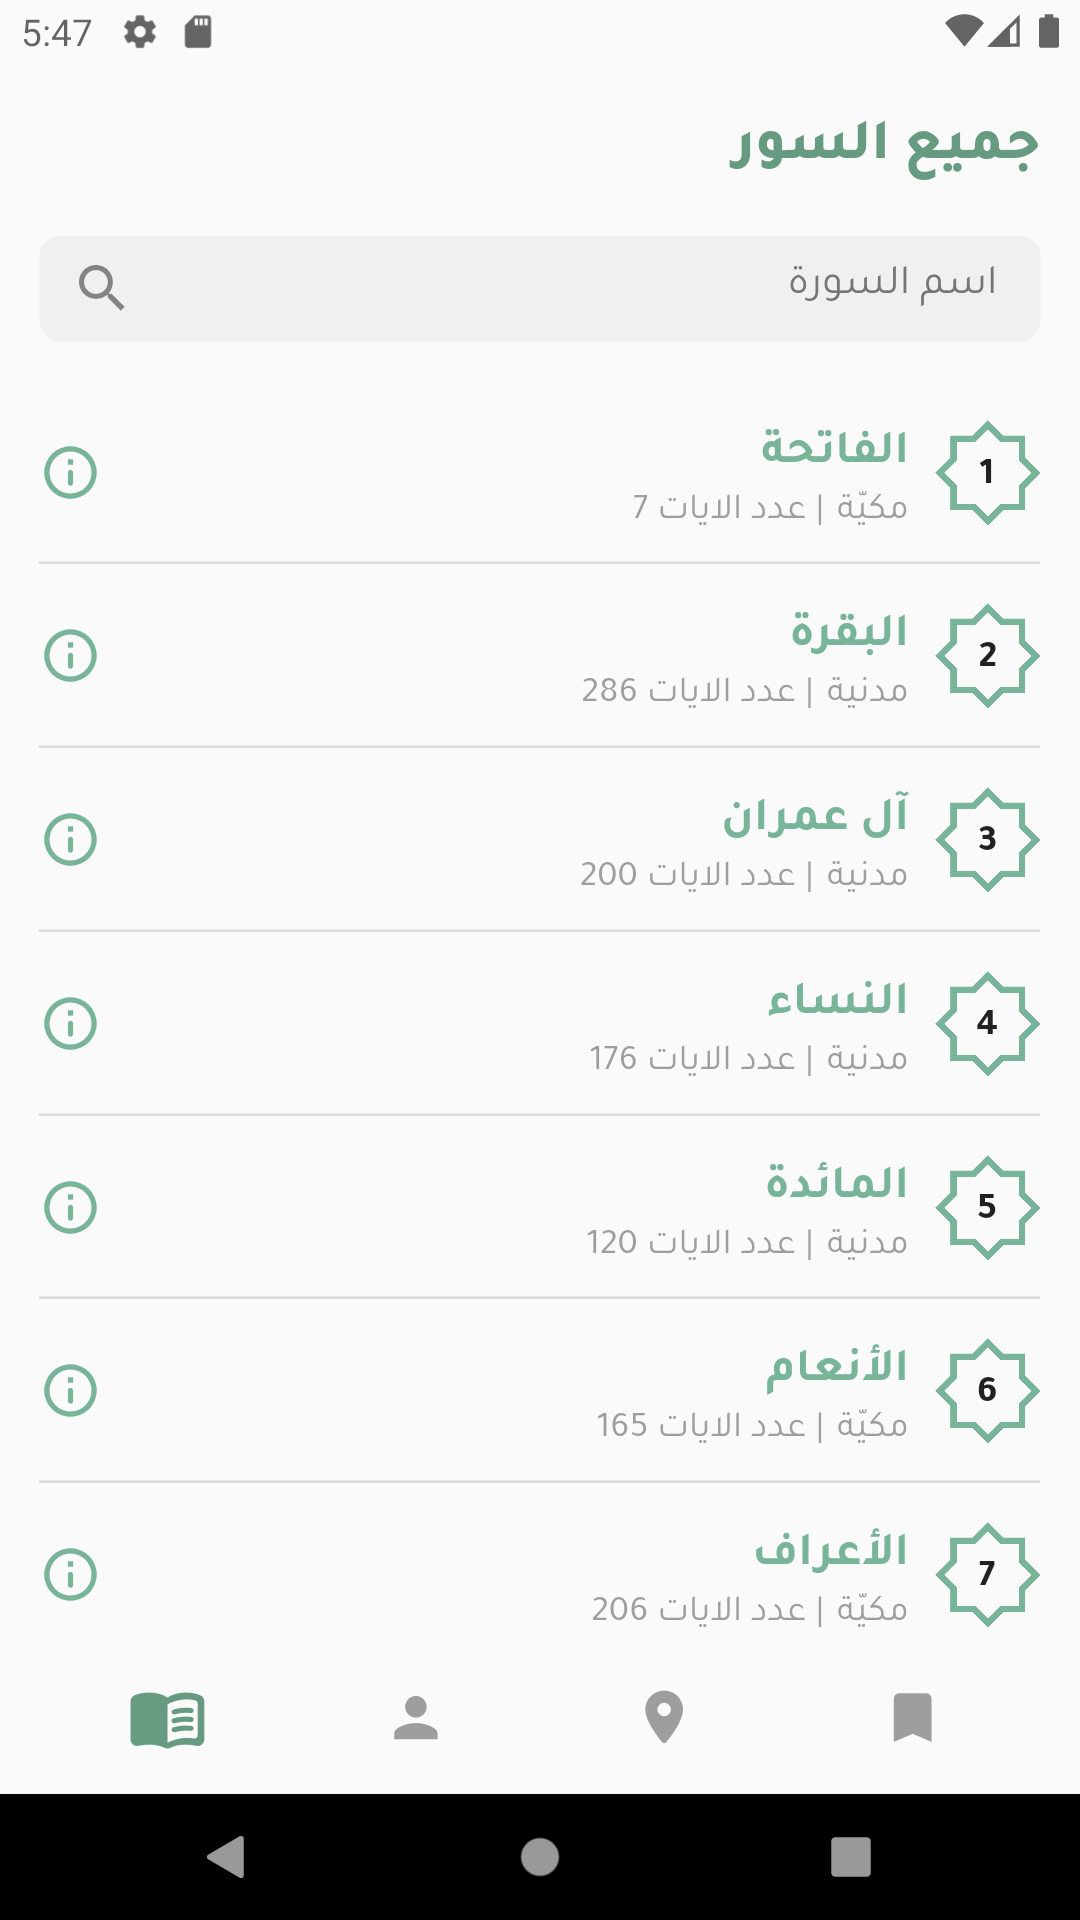 5:47
جميع السور
اسم السورة
1
الفاتحة
مكيّة | عدد الايات 7
2
البقرة
مدنية | عدد الايات 286
3
آل عمران
مدنية | عدد الايات 200
4
النساء
مدنية | عدد الايات 176
5
المائدة
مدنية | عدد الايات 120
6
الأنعام
مكيّة | عدد الايات 165
7
الأعراف
مكيّة | عدد الايات 206